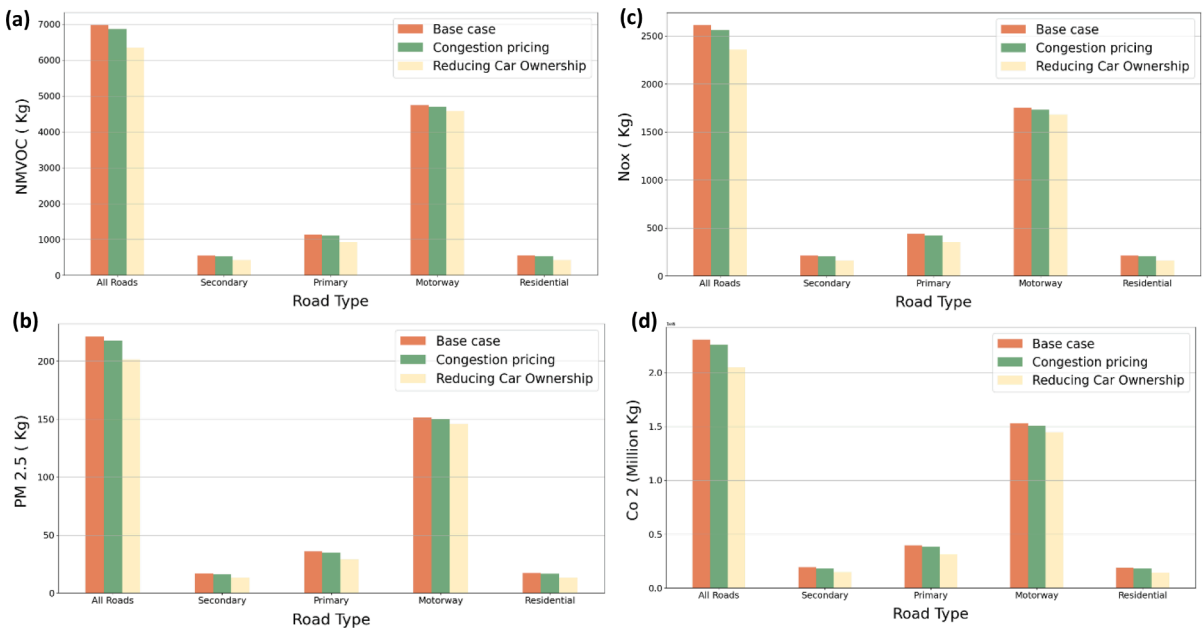 (a)
7000
6000
5000
4000
3000
2000
1000
0
NMVOC ( Kg)
Base case
Congestion pricing
Reducing Car Ownership
All Roads Secondary Primary Motorway Residential
Road Type
(c)
2500
2000
1500
1000
500
0
Nox ( Kg)
Base case
Congestion pricing
Reducing Car Ownership
All Roads Secondary Primary Motorway Residential
Road Type
(b)
200
150
100
50
0
PM 2.5 ( Kg)
Base case
Congestion pricing
Reducing Car Ownership
All Roads Secondary Primary Motorway Residential
Road Type
(d)
2.0
1.5
1.0
0.5
0.0
Co 2 (Million Kg)
Base case
Congestion pricing
Reducing Car Ownership
All Roads Secondary Primary Motorway Residential
Road Type